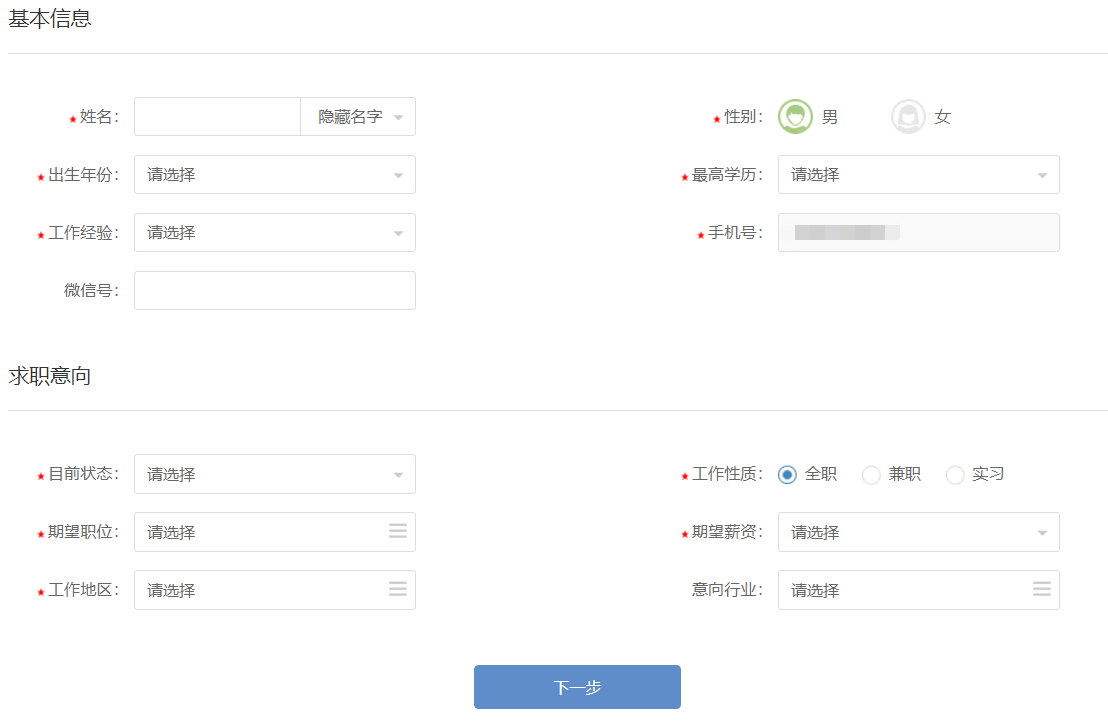 基本信息
姓名： 隐藏名字 性别： 男 女
出生年份： 请选择 最高学历： 请选择
工作经验： 请选择 手机号：
微信号：
求职意向
目前状态： 请选择 工作性质： 全职 兼职 实习
期望职位： 请选择 期望薪资： 请选择
工作地区： 请选择 意向行业： 请选择
下一步